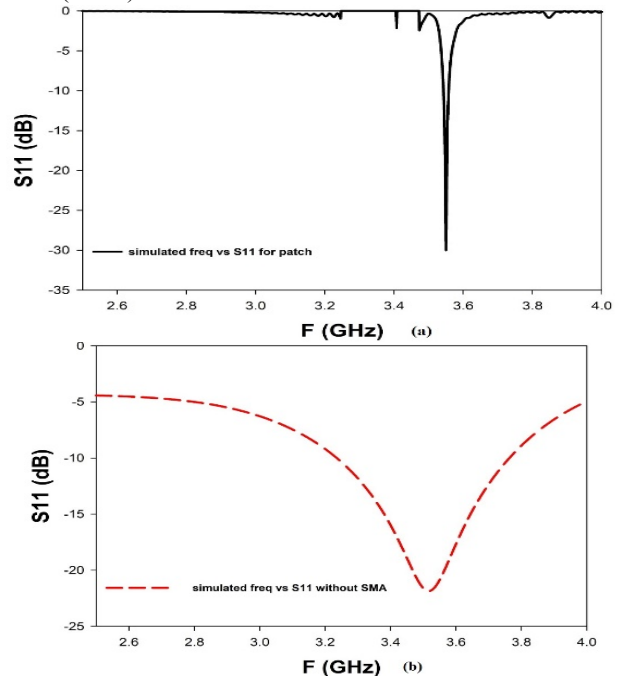 0
-5
-10
-15
-20
-25
-30
-35
S11 (dB)
simulated freq vs S11 for patch
2.6 2.8 3.0 3.2 3.4 3.6 3.8 4.0
F (GHz) (a)
0
-5
-10
-15
-20
-25
S11 (dB)
simulated freq vs S11 without SMA
2.6 2.8 3.0 3.2 3.4 3.6 3.8 4.0
F (GHz) (b)